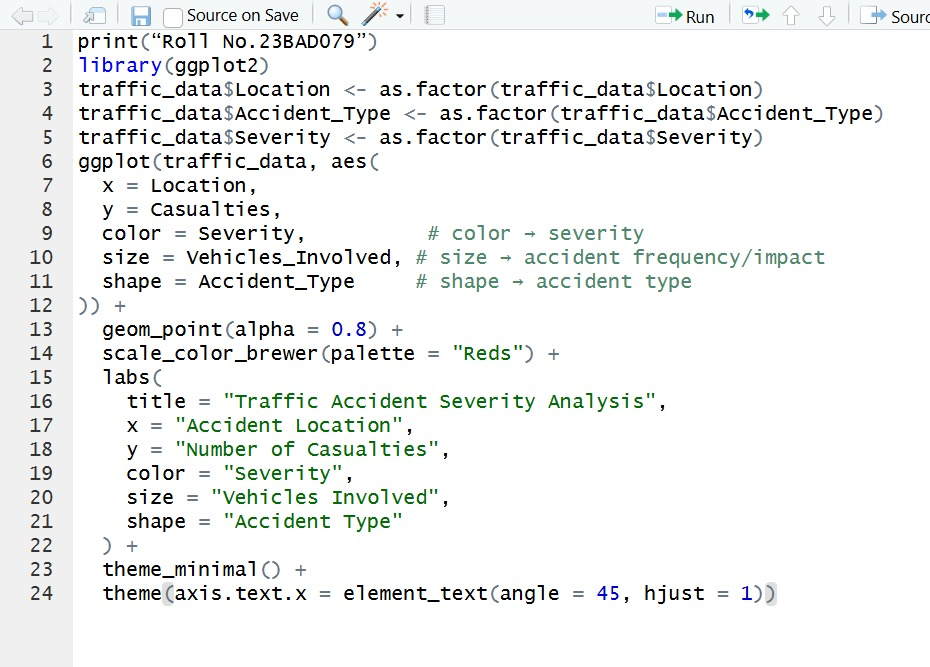 Source on Save Run Sourc
1 print(“Roll No.23BAD079”)
2 library(ggplot2)
3 traffic_data$Location <- as.factor(traffic_data$Location)
4 traffic_data$Accident_Type <- as.factor(traffic_data$Accident_Type)
5 traffic_data$Severity <- as.factor(traffic_data$Severity)
6 ggplot(traffic_data, aes(
7   x = Location,
8   y = Casualties,
9   color = Severity,          # color → severity
10   size = Vehicles_Involved, # size → accident frequency/impact
11   shape = Accident_Type     # shape → accident type
12 )) +
13   geom_point(alpha = 0.8) +
14   scale_color_brewer(palette = "Reds") +
15   labs(
16     title = "Traffic Accident Severity Analysis",
17     x = "Accident Location",
18     y = "Number of Casualties",
19     color = "Severity",
20     size = "Vehicles Involved",
21     shape = "Accident Type"
22   ) +
23   theme_minimal() +
24   theme(axis.text.x = element_text(angle = 45, hjust = 1))